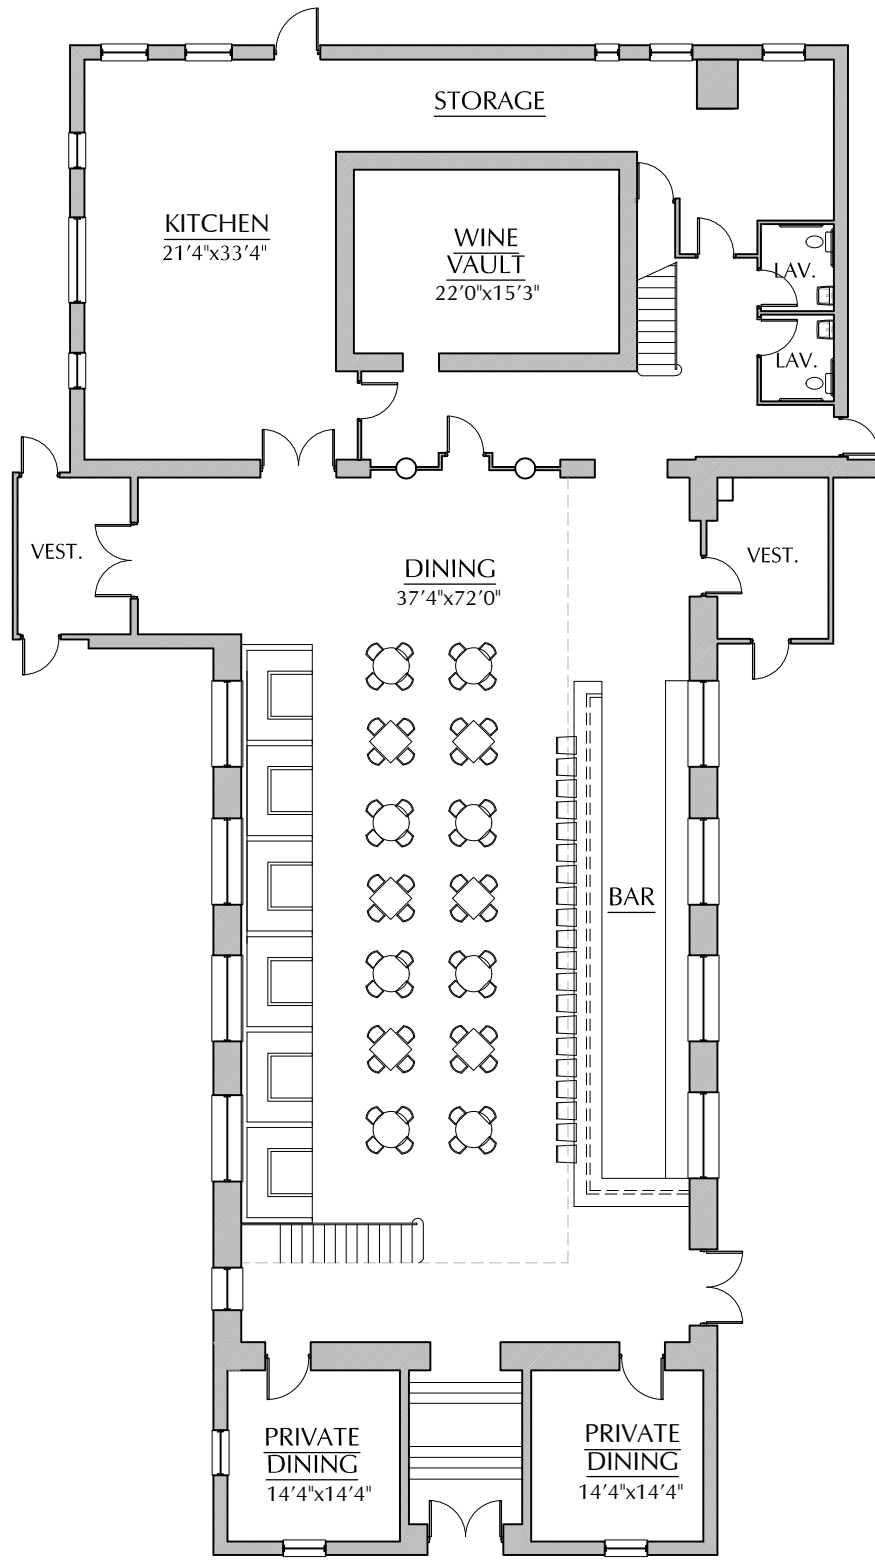 STORAGE
KITCHEN
21'4"x33'4"
WINE
VAULT
22'0"x15'3"
LAV.
LAV.
VEST.
DINING
37'4"x72'0"
VEST.
BAR
PRIVATE
DINING
14'4"x14'4"
PRIVATE
DINING
14'4"x14'4"